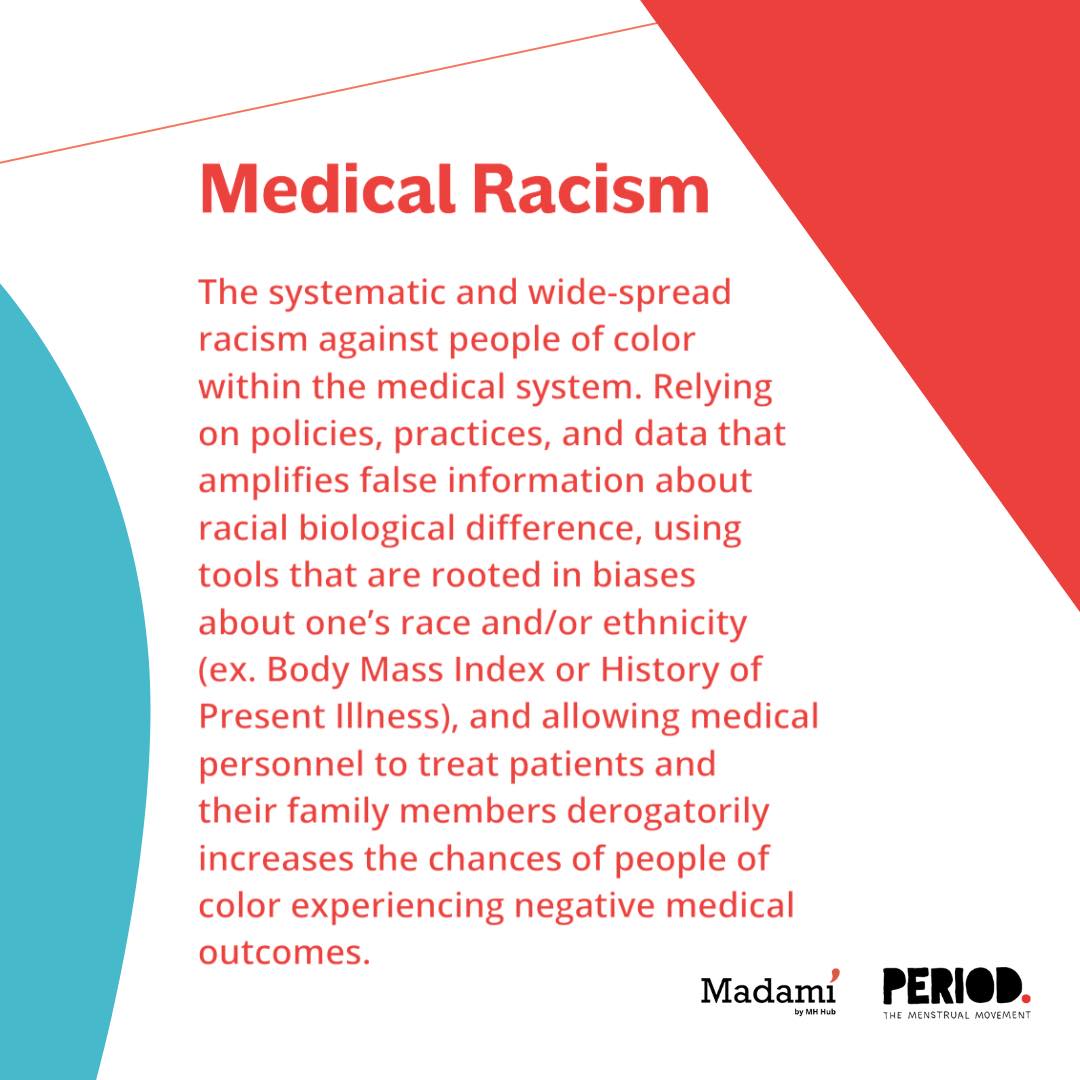 Medical Racism
The systematic and wide-spread
racism against people of color
within the medical system. Relying
on policies, practices, and data that
amplifies false information about
racial biological difference, using
tools that are rooted in biases
about one’s race and/or ethnicity
(ex. Body Mass Index or History of
Present Illness), and allowing medical
personnel to treat patients and
their family members derogatorily
increases the chances of people of
color experiencing negative medical
outcomes.
Madami
by MH Hub
PERIOD.
THE MENSTRUAL MOVEMENT